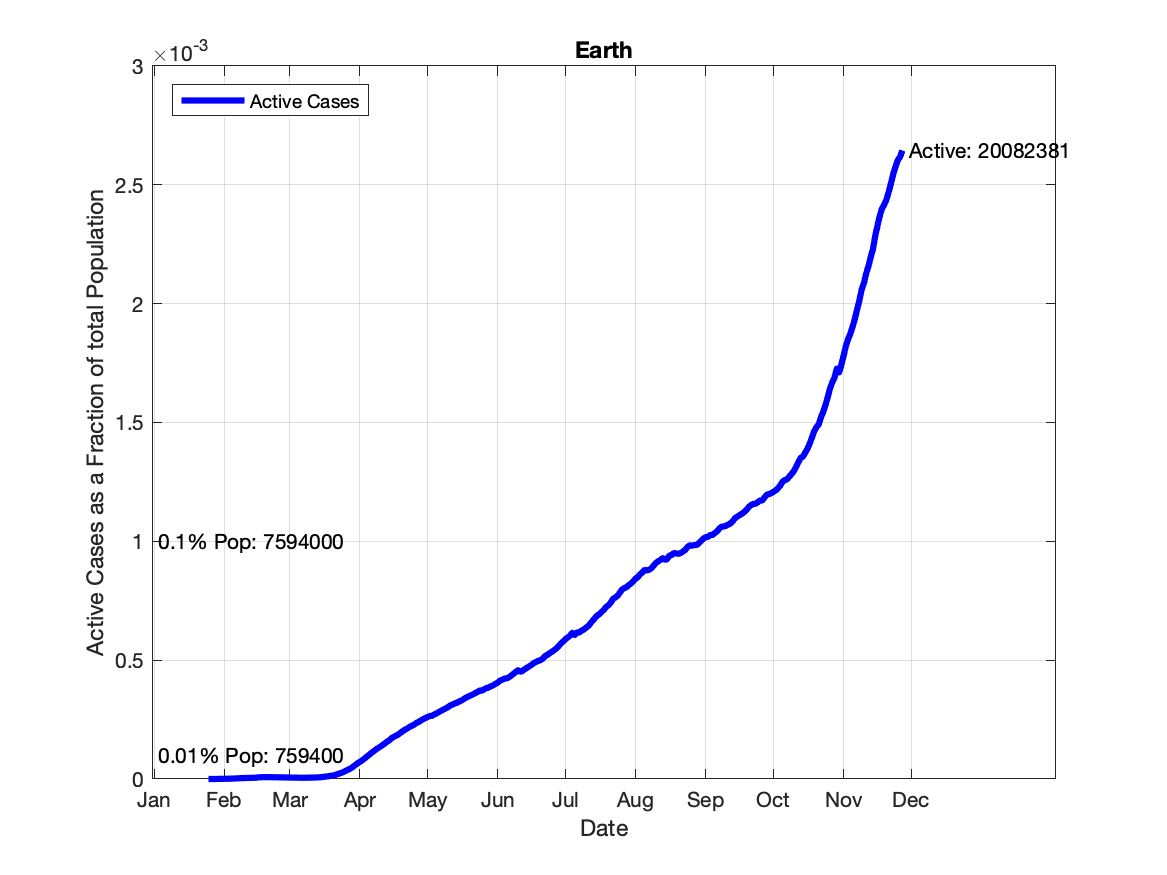 Earth
×10-3
3
Active Cases
Active: 20082381
2.5
2
1.5
1
0.1% Pop: 7594000
0.5
0.01% Pop: 759400
0
Jan Feb Mar Apr May Jun Jul Aug Sep Oct Nov Dec
Date
Active Cases as a Fraction of total Population